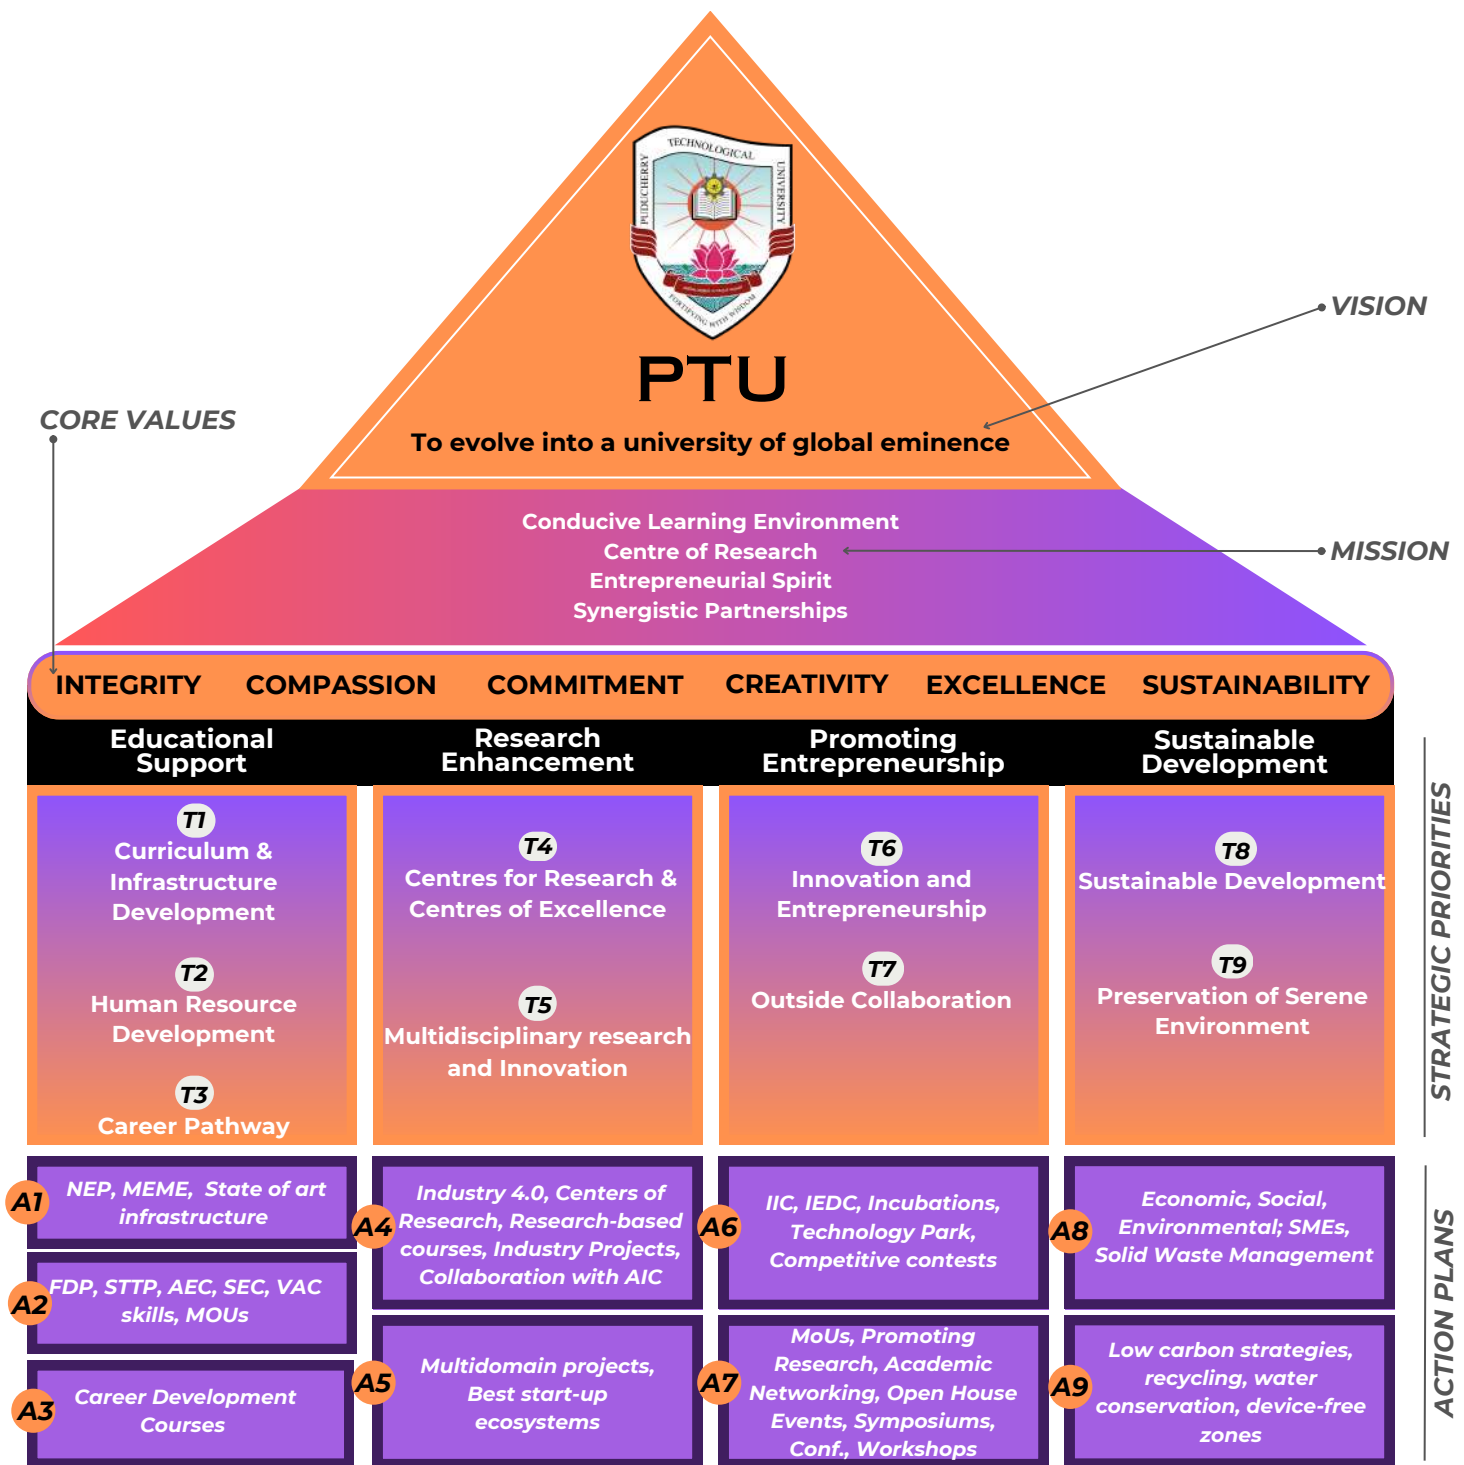 TECHNOLOGICAL
PUDUCHERRY
UNIVERSITY
FORTIFYING WITH WISDOM
PTU
To evolve into a university of global eminence
VISION
CORE VALUES
Conducive Learning Environment
Centre of Research
Entrepreneurial Spirit
Synergistic Partnerships
MISSION
INTEGRITY COMPASSION COMMITMENT CREATIVITY EXCELLENCE SUSTAINABILITY
Educational
Support
Research
Enhancement
Promoting
Entrepreneurship
Sustainable
Development
STRATEGIC PRIORITIES
T1
Curriculum &
Infrastructure
Development
T2
Human Resource
Development
T3
Career Pathway
T4
Centres for Research &
Centres of Excellence
T5
Multidisciplinary research
and Innovation
T6
Innovation and
Entrepreneurship
T7
Outside Collaboration
T8
Sustainable Development
T9
Preservation of Serene
Environment
ACTION PLANS
A1
NEP, MEME, State of art
infrastructure
A2
FDP, STTP, AEC, SEC, VAC
skills, MOUs
A3
Career Development
Courses
A4
Industry 4.0, Centers of
Research, Research-based
courses, Industry Projects,
Collaboration with AIC
A5
Multidomain projects,
Best start-up
ecosystems
A6
IIC, IEDC, Incubations,
Technology Park,
Competitive contests
A7
MoUs, Promoting
Research, Academic
Networking, Open House
Events, Symposiums,
Conf., Workshops
A8
Economic, Social,
Environmental; SMEs,
Solid Waste Management
A9
Low carbon strategies,
recycling, water
conservation, device-free
zones